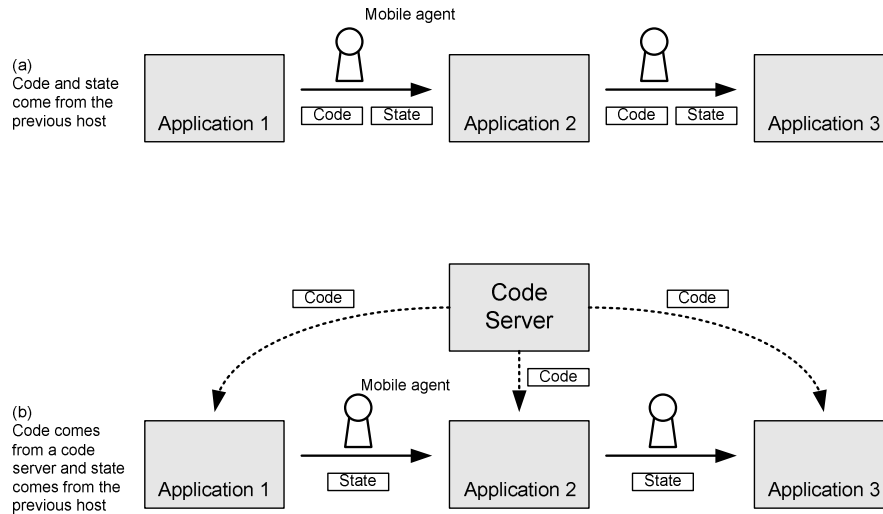 Mobile agent
(a)
Code and state
come from the
previous host
Application 1
Code
State
Application 2
Code
State
Application 3
Code
Server
Code
Code
Code
Mobile agent
(b)
Code comes
from a code
server and state
comes from the
previous host
Application 1
State
Application 2
State
Application 3